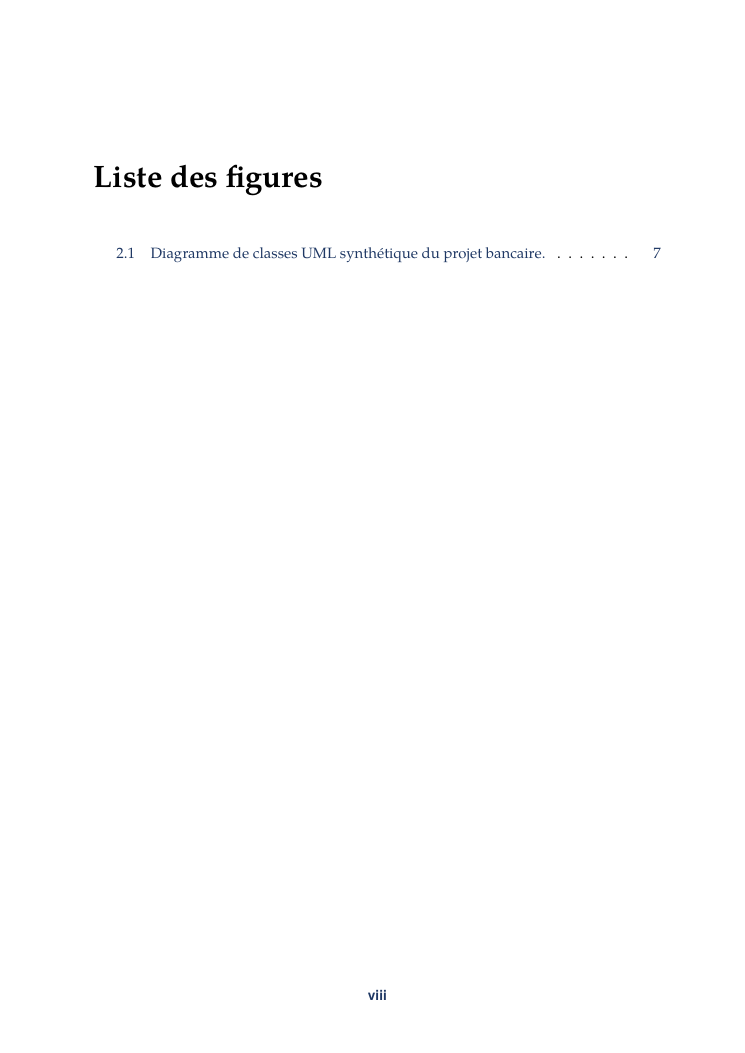 Liste des figures
2.1 Diagramme de classes UML synthétique du projet bancaire. . . . . . . . 7
viii